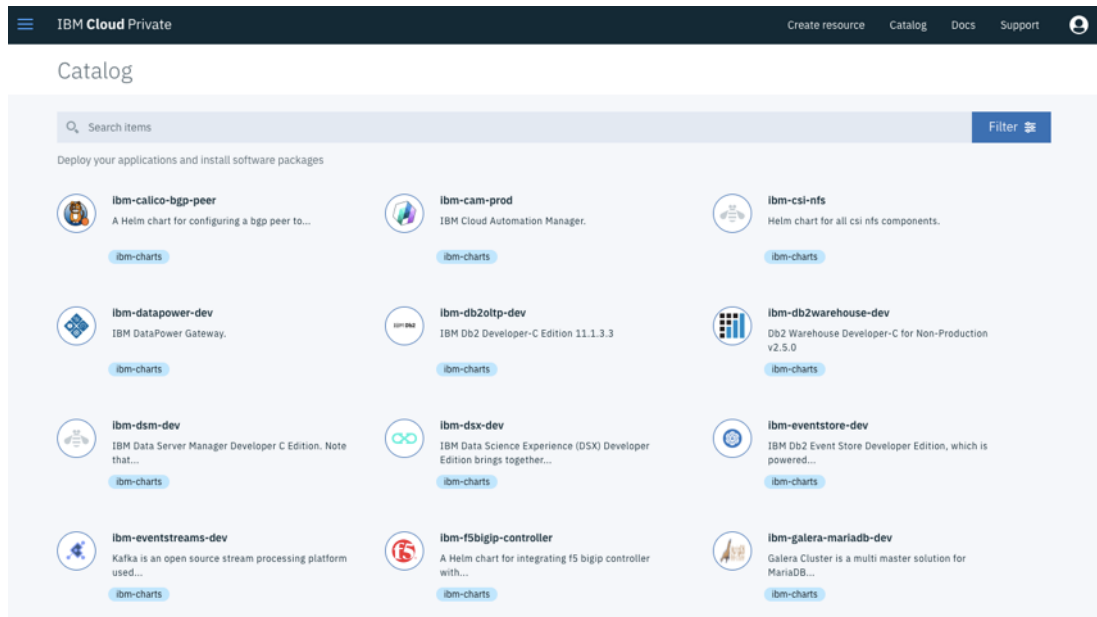 IBM Cloud Private
Create resource Catalog Docs Support
Catalog
Search items
Filter
Deploy your applications and install software packages
ibm-calico-bgp-peer
A Helm chart for configuring a bgp peer to...
ibm-charts
ibm-cam-prod
IBM Cloud Automation Manager.
ibm-charts
ibm-csi-nfs
Helm chart for all csi nfs components.
ibm-charts
ibm-datapower-dev
IBM DataPower Gateway.
ibm-charts
IBM Db2
ibm-db2oltp-dev
IBM Db2 Developer-C Edition 11.1.3.3
ibm-charts
ibm-db2warehouse-dev
Db2 Warehouse Developer-C for Non-Production
v2.5.0
ibm-charts
ibm-dsm-dev
IBM Data Server Manager Developer C Edition. Note
that...
ibm-charts
ibm-dsx-dev
IBM Data Science Experience (DSX) Developer
Edition brings together...
ibm-charts
ibm-eventstore-dev
IBM Db2 Event Store Developer Edition, which is
powered...
ibm-charts
ibm-eventstreams-dev
Kafka is an open source stream processing platform
used...
ibm-charts
f5
ibm-f5bigip-controller
A Helm chart for integrating f5 bigip controller
with...
ibm-charts
ibm-galera-mariadb-dev
Galera Cluster is a multi master solution for
MariaDB...
ibm-charts